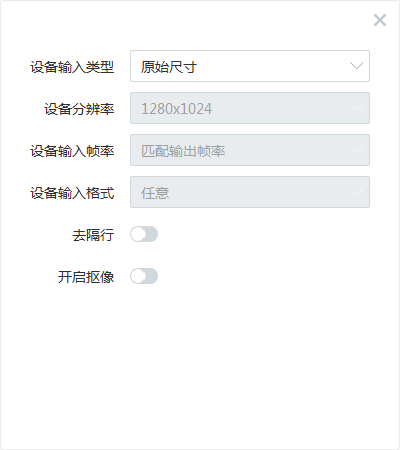 设备输入类型 原始尺寸
设备分辨率 1280x1024
设备输入帧率 匹配输出帧率
设备输入格式 任意
去隔行
开启抠像